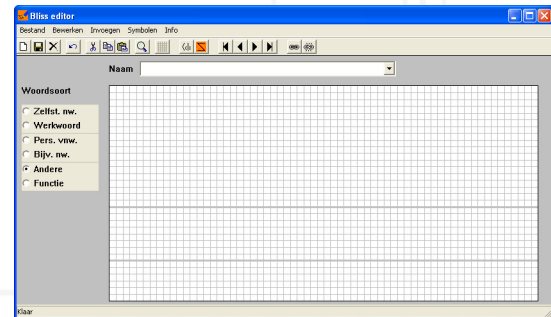 Bliss editor
Bestand Bewerken Invoegen Symbolen Info
Naam
Woordsoort
Zelfst. nw.
Werkwoord
Pers. vnw.
Bijv. nw.
Andere
Functie
Klaar